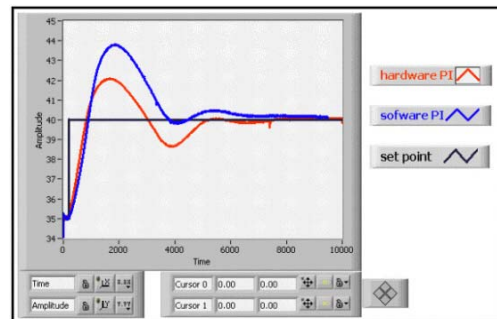 45
44
43
42
41
40
39
38
37
36
35
34
Amplitude
0
2000
4000
6000
8000
10000
Time
hardware PI
sofware PI
set point
Time
Amplitude
Cursor 0 0.00 0.00
Cursor 1 0.00 0.00